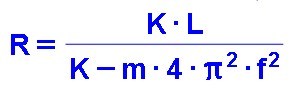 R = K · L / K − m · 4 · π² · f²